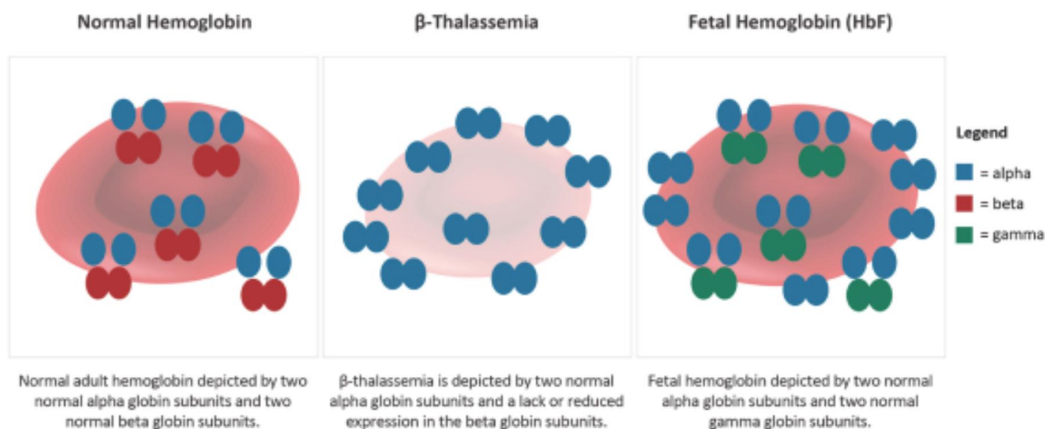 Normal Hemoglobin
β-Thalassemia
Fetal Hemoglobin (HbF)
Legend
= alpha
= beta
= gamma
Normal adult hemoglobin depicted by two
normal alpha globin subunits and two
normal beta globin subunits.
β-thalassemia is depicted by two normal
alpha globin subunits and a lack or reduced
expression in the beta globin subunits.
Fetal hemoglobin depicted by two normal
alpha globin subunits and two normal
gamma globin subunits.